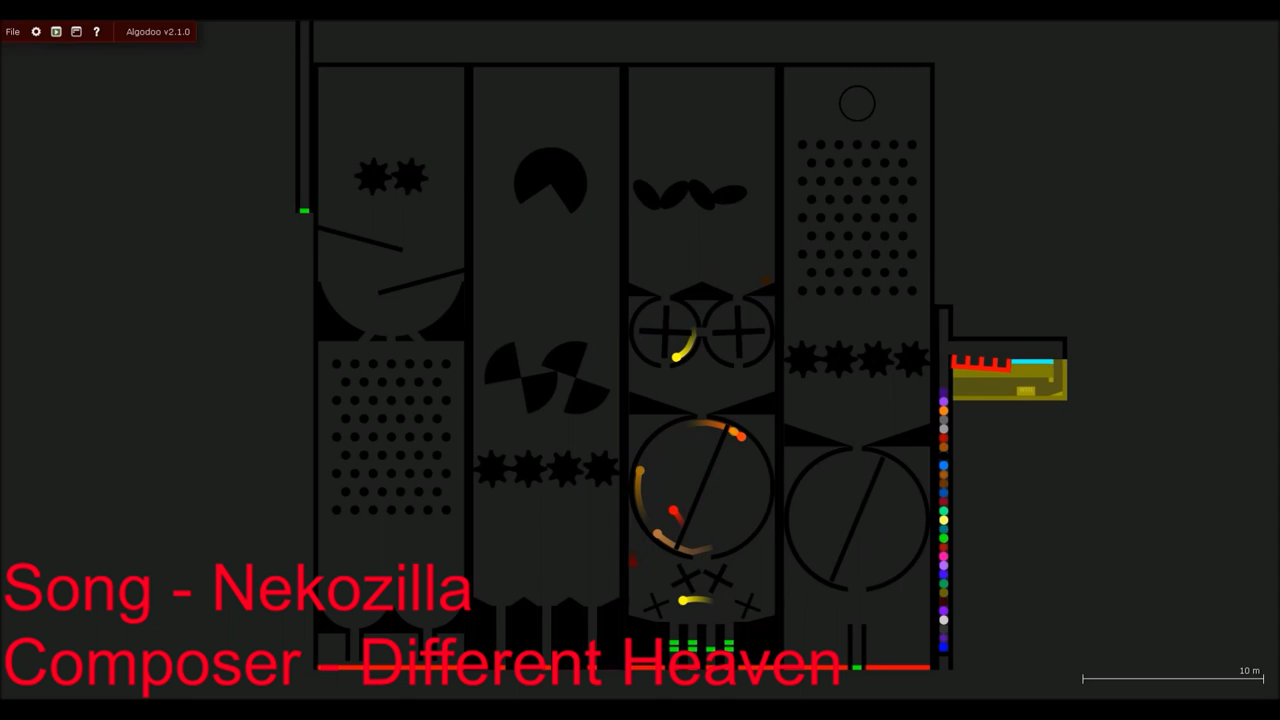 File ? Algodoo v2.1.0
Song - Nekozilla
Composer - Different Heaven
10 m